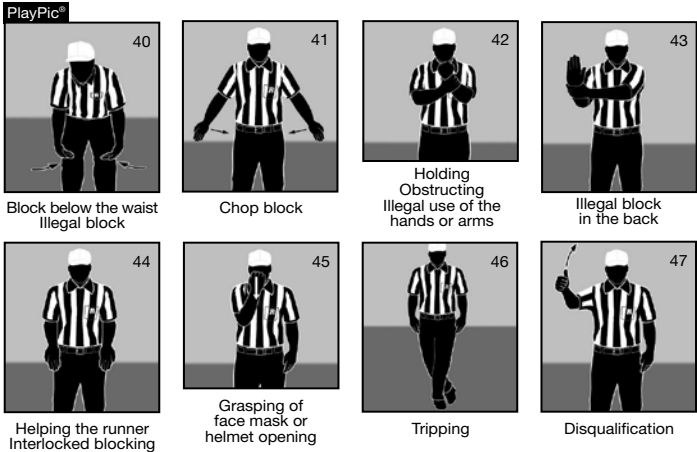 PlayPic®
40
41
42
43
Block below the waist
Illegal block
Chop block
Holding
Obstructing
Illegal use of the
hands or arms
Illegal block
in the back
44
45
46
47
Helping the runner
Interlocked blocking
Grasping of
face mask or
helmet opening
Tripping
Disqualification